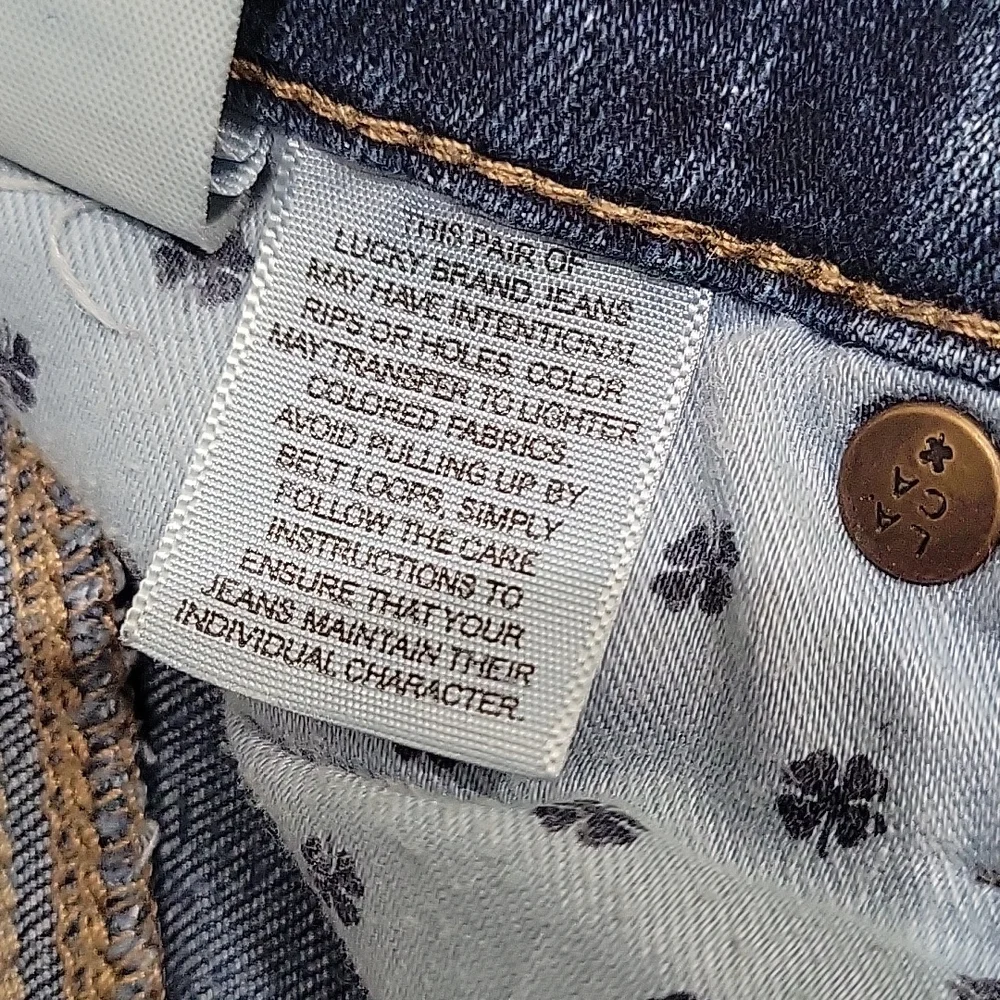 THIS PAIR OF
LUCKY BRAND JEANS
MAY HAVE INTENTIONAL
RIPS OR HOLES. COLOR
MAY TRANSFER TO LIGHTER
COLORED FABRICS.
AVOID PULLING UP BY
BELT LOOPS, SIMPLY
FOLLOW THE CARE
INSTRUCTIONS TO
ENSURE THAT YOUR
JEANS MAINTAIN THEIR
INDIVIDUAL CHARACTER.